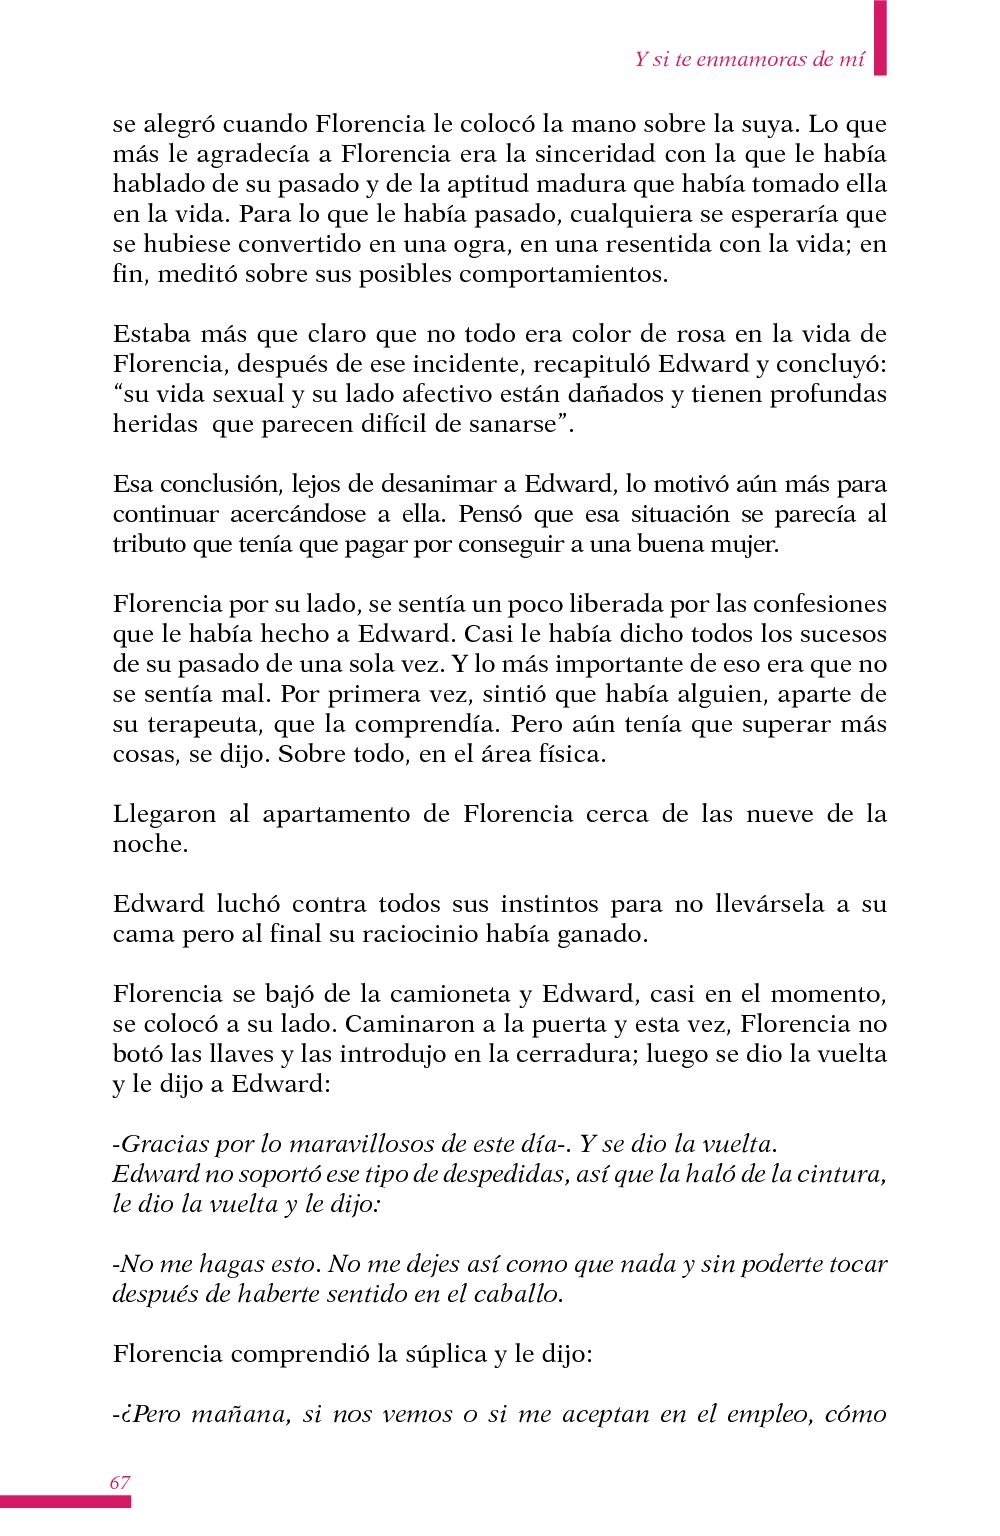 Y si te enmamoras de mí
se alegró cuando Florencia le colocó la mano sobre la suya. Lo que
más le agradecía a Florencia era la sinceridad con la que le había
hablado de su pasado y de la aptitud madura que había tomado ella
en la vida. Para lo que le había pasado, cualquiera se esperaría que
se hubiese convertido en una ogra, en una resentida con la vida; en
fin, meditó sobre sus posibles comportamientos.
Estaba más que claro que no todo era color de rosa en la vida de
Florencia, después de ese incidente, recapituló Edward y concluyó:
“su vida sexual y su lado afectivo están dañados y tienen profundas
heridas  que parecen difícil de sanarse”.
Esa conclusión, lejos de desanimar a Edward, lo motivó aún más para
continuar acercándose a ella. Pensó que esa situación se parecía al
tributo que tenía que pagar por conseguir a una buena mujer.
Florencia por su lado, se sentía un poco liberada por las confesiones
que le había hecho a Edward. Casi le había dicho todos los sucesos
de su pasado de una sola vez. Y lo más importante de eso era que no
se sentía mal. Por primera vez, sintió que había alguien, aparte de
su terapeuta, que la comprendía. Pero aún tenía que superar más
cosas, se dijo. Sobre todo, en el área física.
Llegaron al apartamento de Florencia cerca de las nueve de la
noche.
Edward luchó contra todos sus instintos para no llevársela a su
cama pero al final su raciocinio había ganado.
Florencia se bajó de la camioneta y Edward, casi en el momento,
se colocó a su lado. Caminaron a la puerta y esta vez, Florencia no
botó las llaves y las introdujo en la cerradura; luego se dio la vuelta
y le dijo a Edward:
-Gracias por lo maravillosos de este día-. Y se dio la vuelta.
Edward no soportó ese tipo de despedidas, así que la haló de la cintura,
le dio la vuelta y le dijo:
-No me hagas esto. No me dejes así como que nada y sin poderte tocar
después de haberte sentido en el caballo.
Florencia comprendió la súplica y le dijo:
-¿Pero mañana, si nos vemos o si me aceptan en el empleo, cómo
67